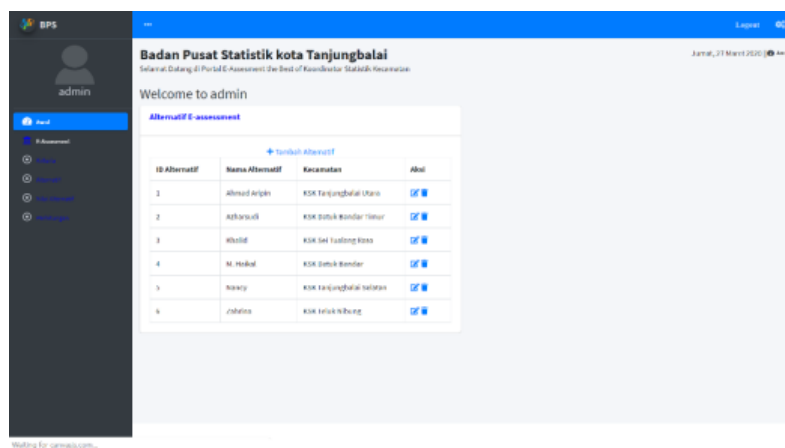 BPS
Logout
Badan Pusat Statistik kota Tanjungbalai
Jumat, 27 Maret 2020 |
Selamat Datang di Portal E-Assesment the Best of Koordinator Statistik Kecamatan
admin
Welcome to admin
Alternatif E-assessment
Awal
E-Assessment
+ Tambah Alternatif
ID Alternatif Nama Alternatif Kecamatan Aksi
1 Ahmad Aripin KSK Tanjungbalai Utara
2 Azharsudi KSK Datuk Bandar Timur
3 Kholid KSK Sei Tualang Raso
4 M. Haikal KSK Datuk Bandar
5 Nancy KSK Tanjungbalai Selatan
6 KSK Teluk Nibung
Waiting for